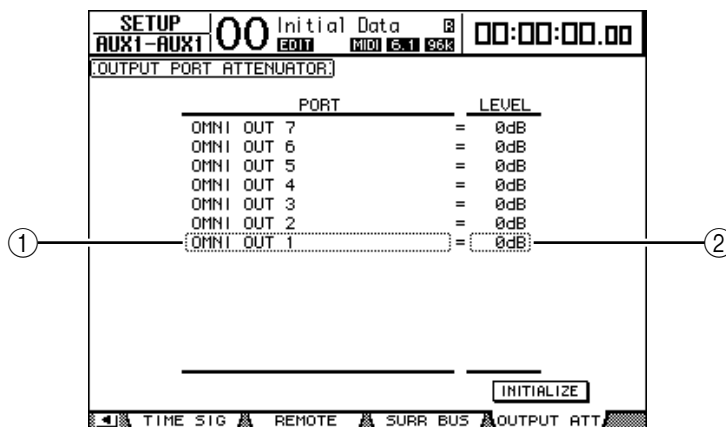 SETUP 00 Initial Data R 00:00:00.00
AUX1-AUX1 EDIT MIDI 6.1 96k
OUTPUT PORT ATTENUATOR
PORT LEVEL
OMNI OUT 7 = 0dB
OMNI OUT 6 = 0dB
OMNI OUT 5 = 0dB
OMNI OUT 4 = 0dB
OMNI OUT 3 = 0dB
OMNI OUT 2 = 0dB
① OMNI OUT 1 = 0dB ②
INITIALIZE
TIME SIG REMOTE SURR BUS OUTPUT ATT